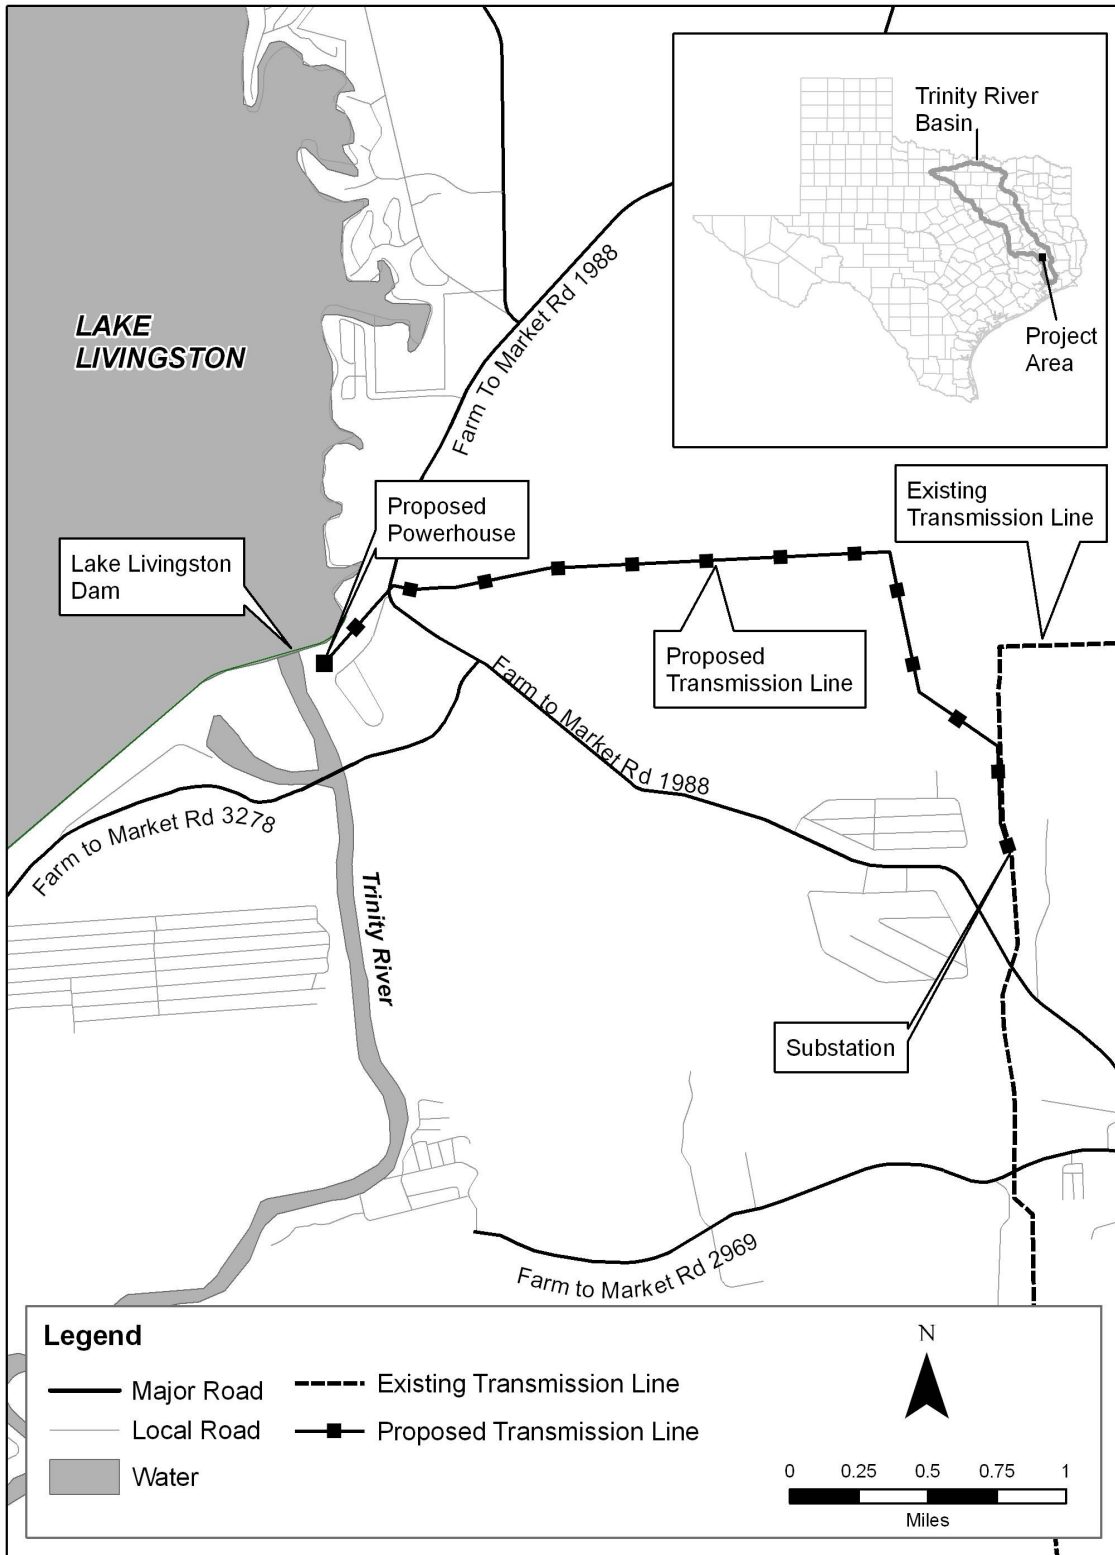 Trinity River
Basin
Project
Area
LAKE
LIVINGSTON
Farm To Market Rd 1988
Existing
Transmission Line
Proposed
Powerhouse
Lake Livingston
Dam
Proposed
Transmission Line
Farm to Market Rd 1988
Farm to Market Rd 3278
Trinity River
Substation
Farm to Market Rd 2969
Legend
Major Road
Local Road
Water
Existing Transmission Line
Proposed Transmission Line
N
0 0.25 0.5 0.75 1
Miles